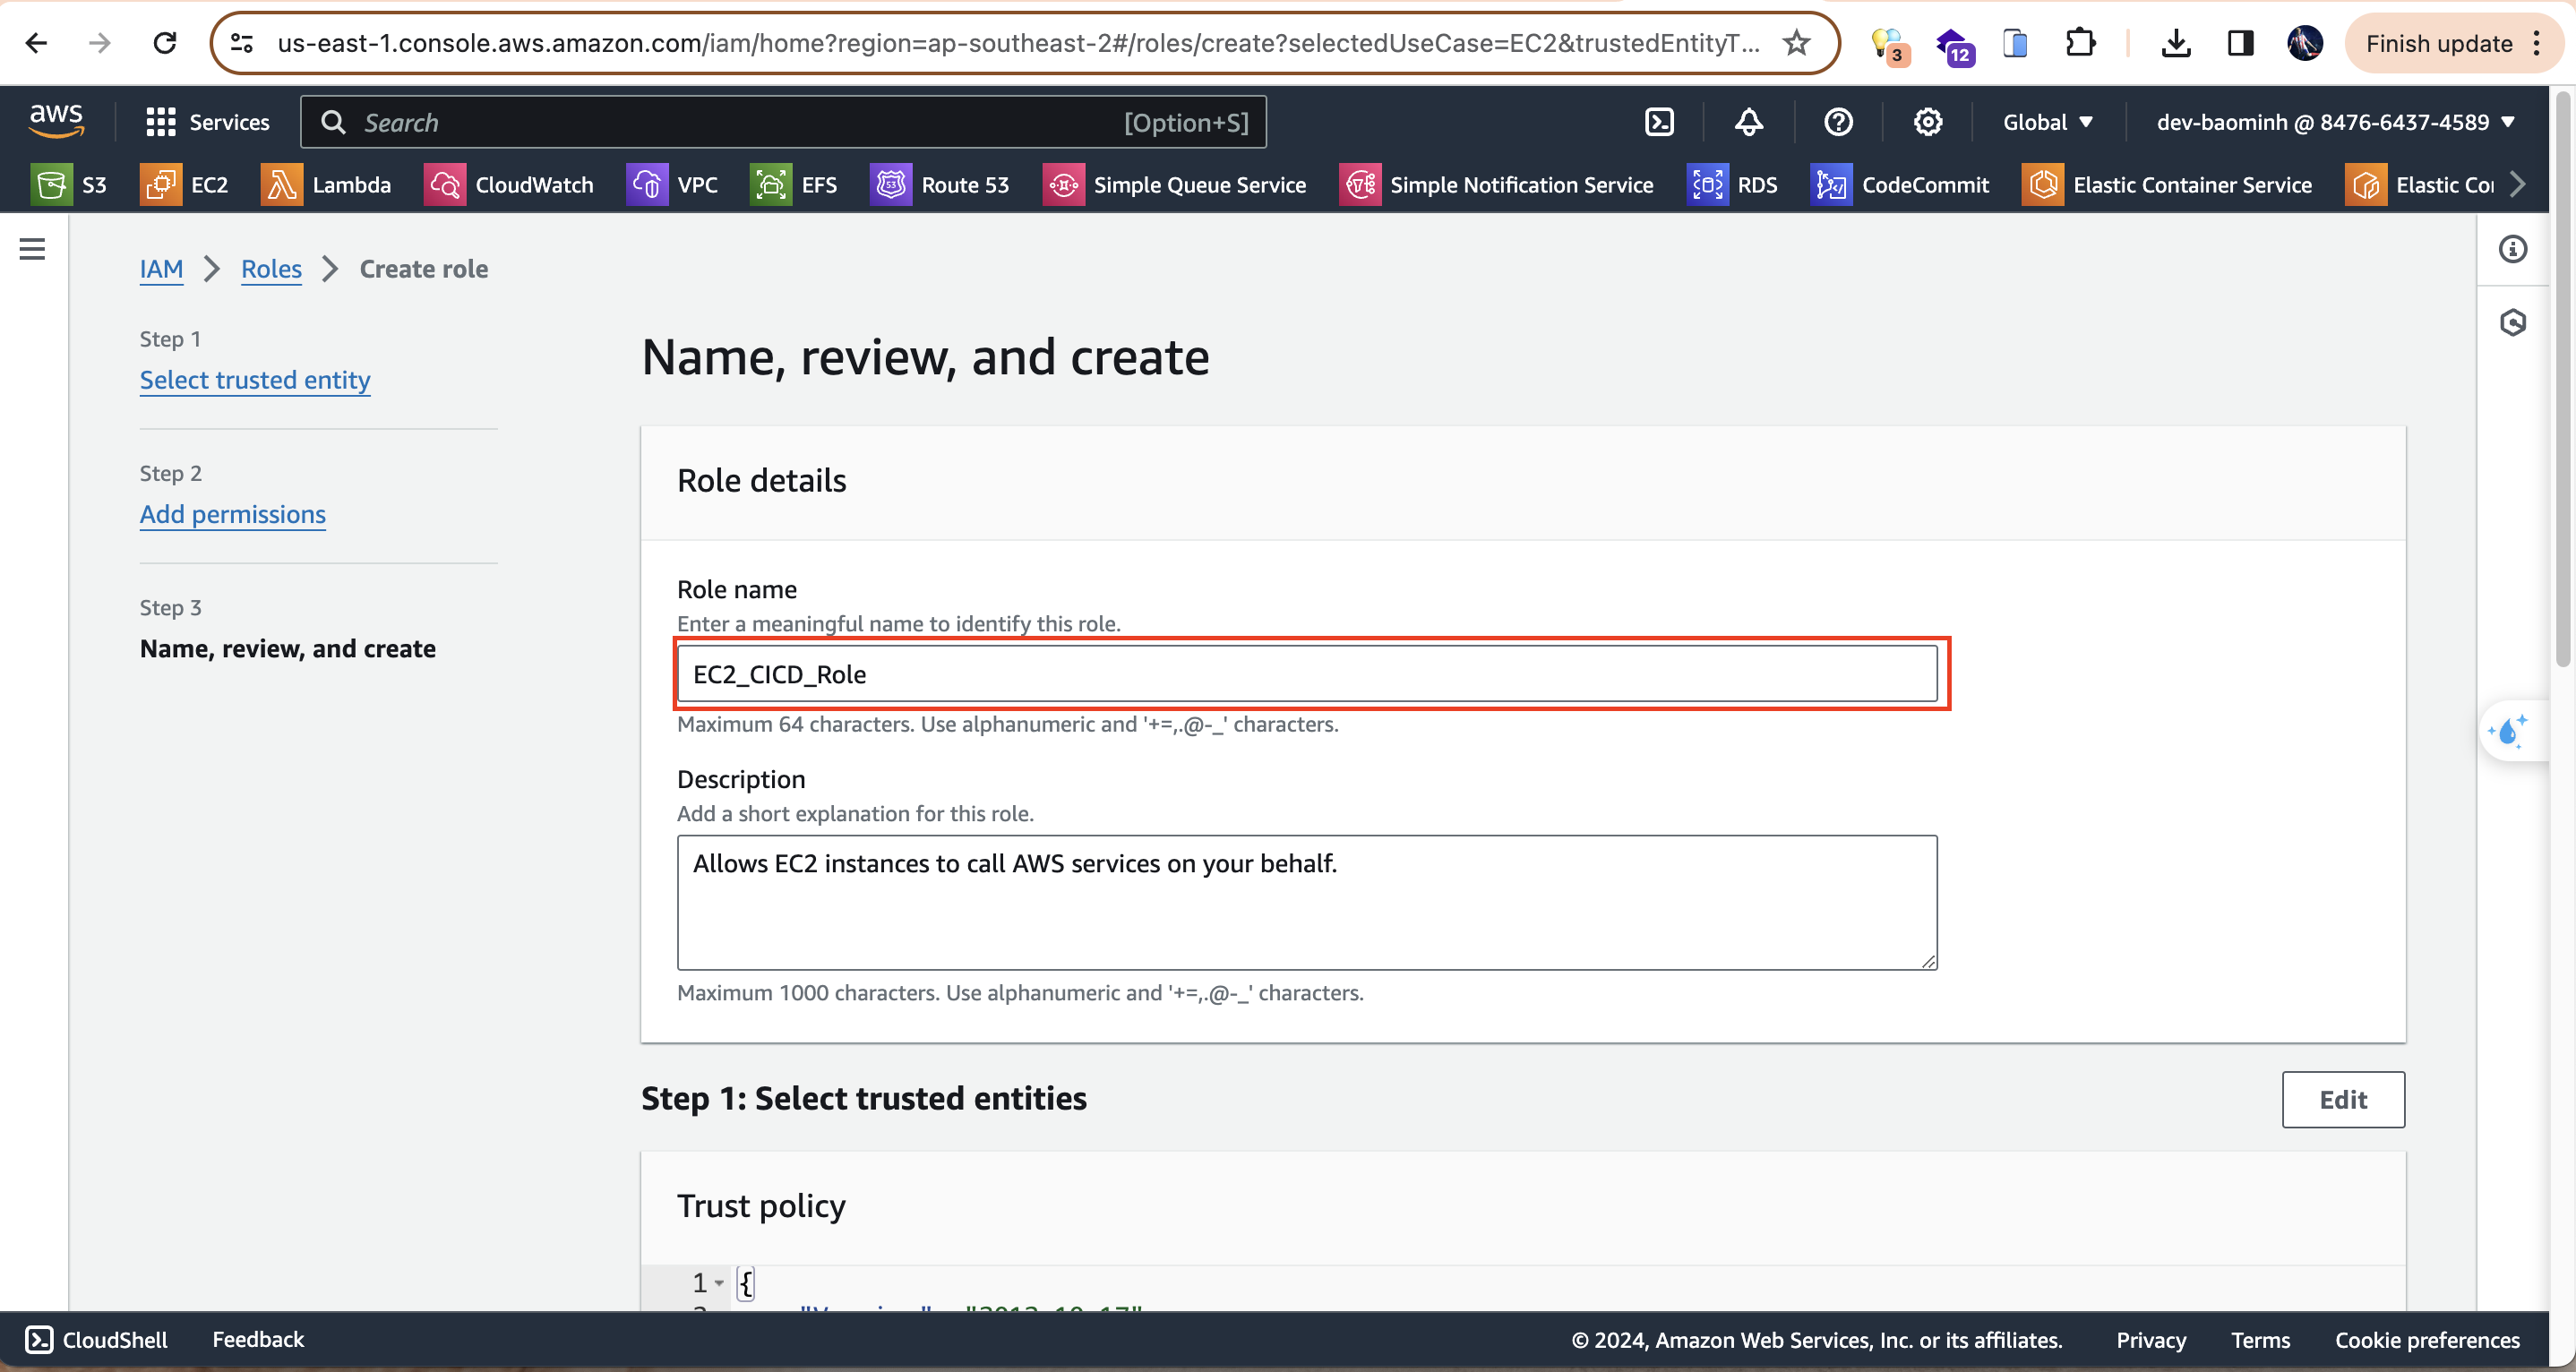 us-east-1.console.aws.amazon.com/iam/home?region=ap-southeast-2#/roles/create?selectedUseCase=EC2&trustedEntityT...
3
12
Finish update
aws
Services
Search
[Option+S]
Global
dev-baominh @ 8476-6437-4589
S3
EC2
Lambda
CloudWatch
VPC
EFS
53
Route 53
Simple Queue Service
Simple Notification Service
RDS
CodeCommit
Elastic Container Service
Elastic Co
IAM
Roles
Create role
Step 1
Select trusted entity
Step 2
Add permissions
Step 3
Name, review, and create
Name, review, and create
Role details
Role name
Enter a meaningful name to identify this role.
EC2_CICD_Role
Maximum 64 characters. Use alphanumeric and '+=,.@-_' characters.
Description
Add a short explanation for this role.
Allows EC2 instances to call AWS services on your behalf.
Maximum 1000 characters. Use alphanumeric and '+=,.@-_' characters.
Step 1: Select trusted entities
Edit
Trust policy
1
{
CloudShell
Feedback
© 2024, Amazon Web Services, Inc. or its affiliates.
Privacy
Terms
Cookie preferences